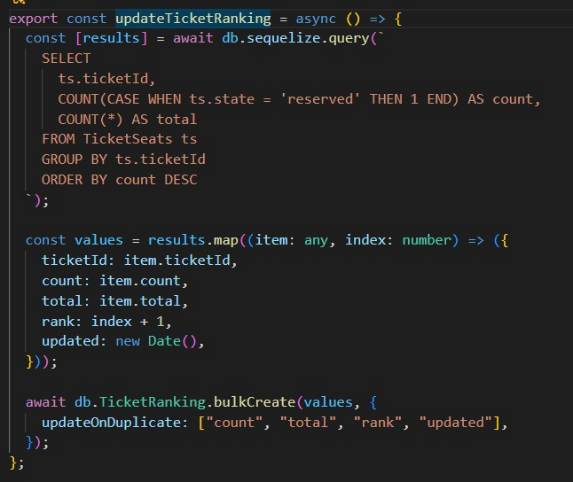 export const updateTicketRanking = async () => {
  const [results] = await db.sequelize.query(`
    SELECT
      ts.ticketId,
      COUNT(CASE WHEN ts.state = 'reserved' THEN 1 END) AS count,
      COUNT(*) AS total
    FROM TicketSeats ts
    GROUP BY ts.ticketId
    ORDER BY count DESC
  `);

  const values = results.map((item: any, index: number) => ({
    ticketId: item.ticketId,
    count: item.count,
    total: item.total,
    rank: index + 1,
    updated: new Date(),
  }));

  await db.TicketRanking.bulkCreate(values, {
    updateOnDuplicate: ["count", "total", "rank", "updated"],
  });
};